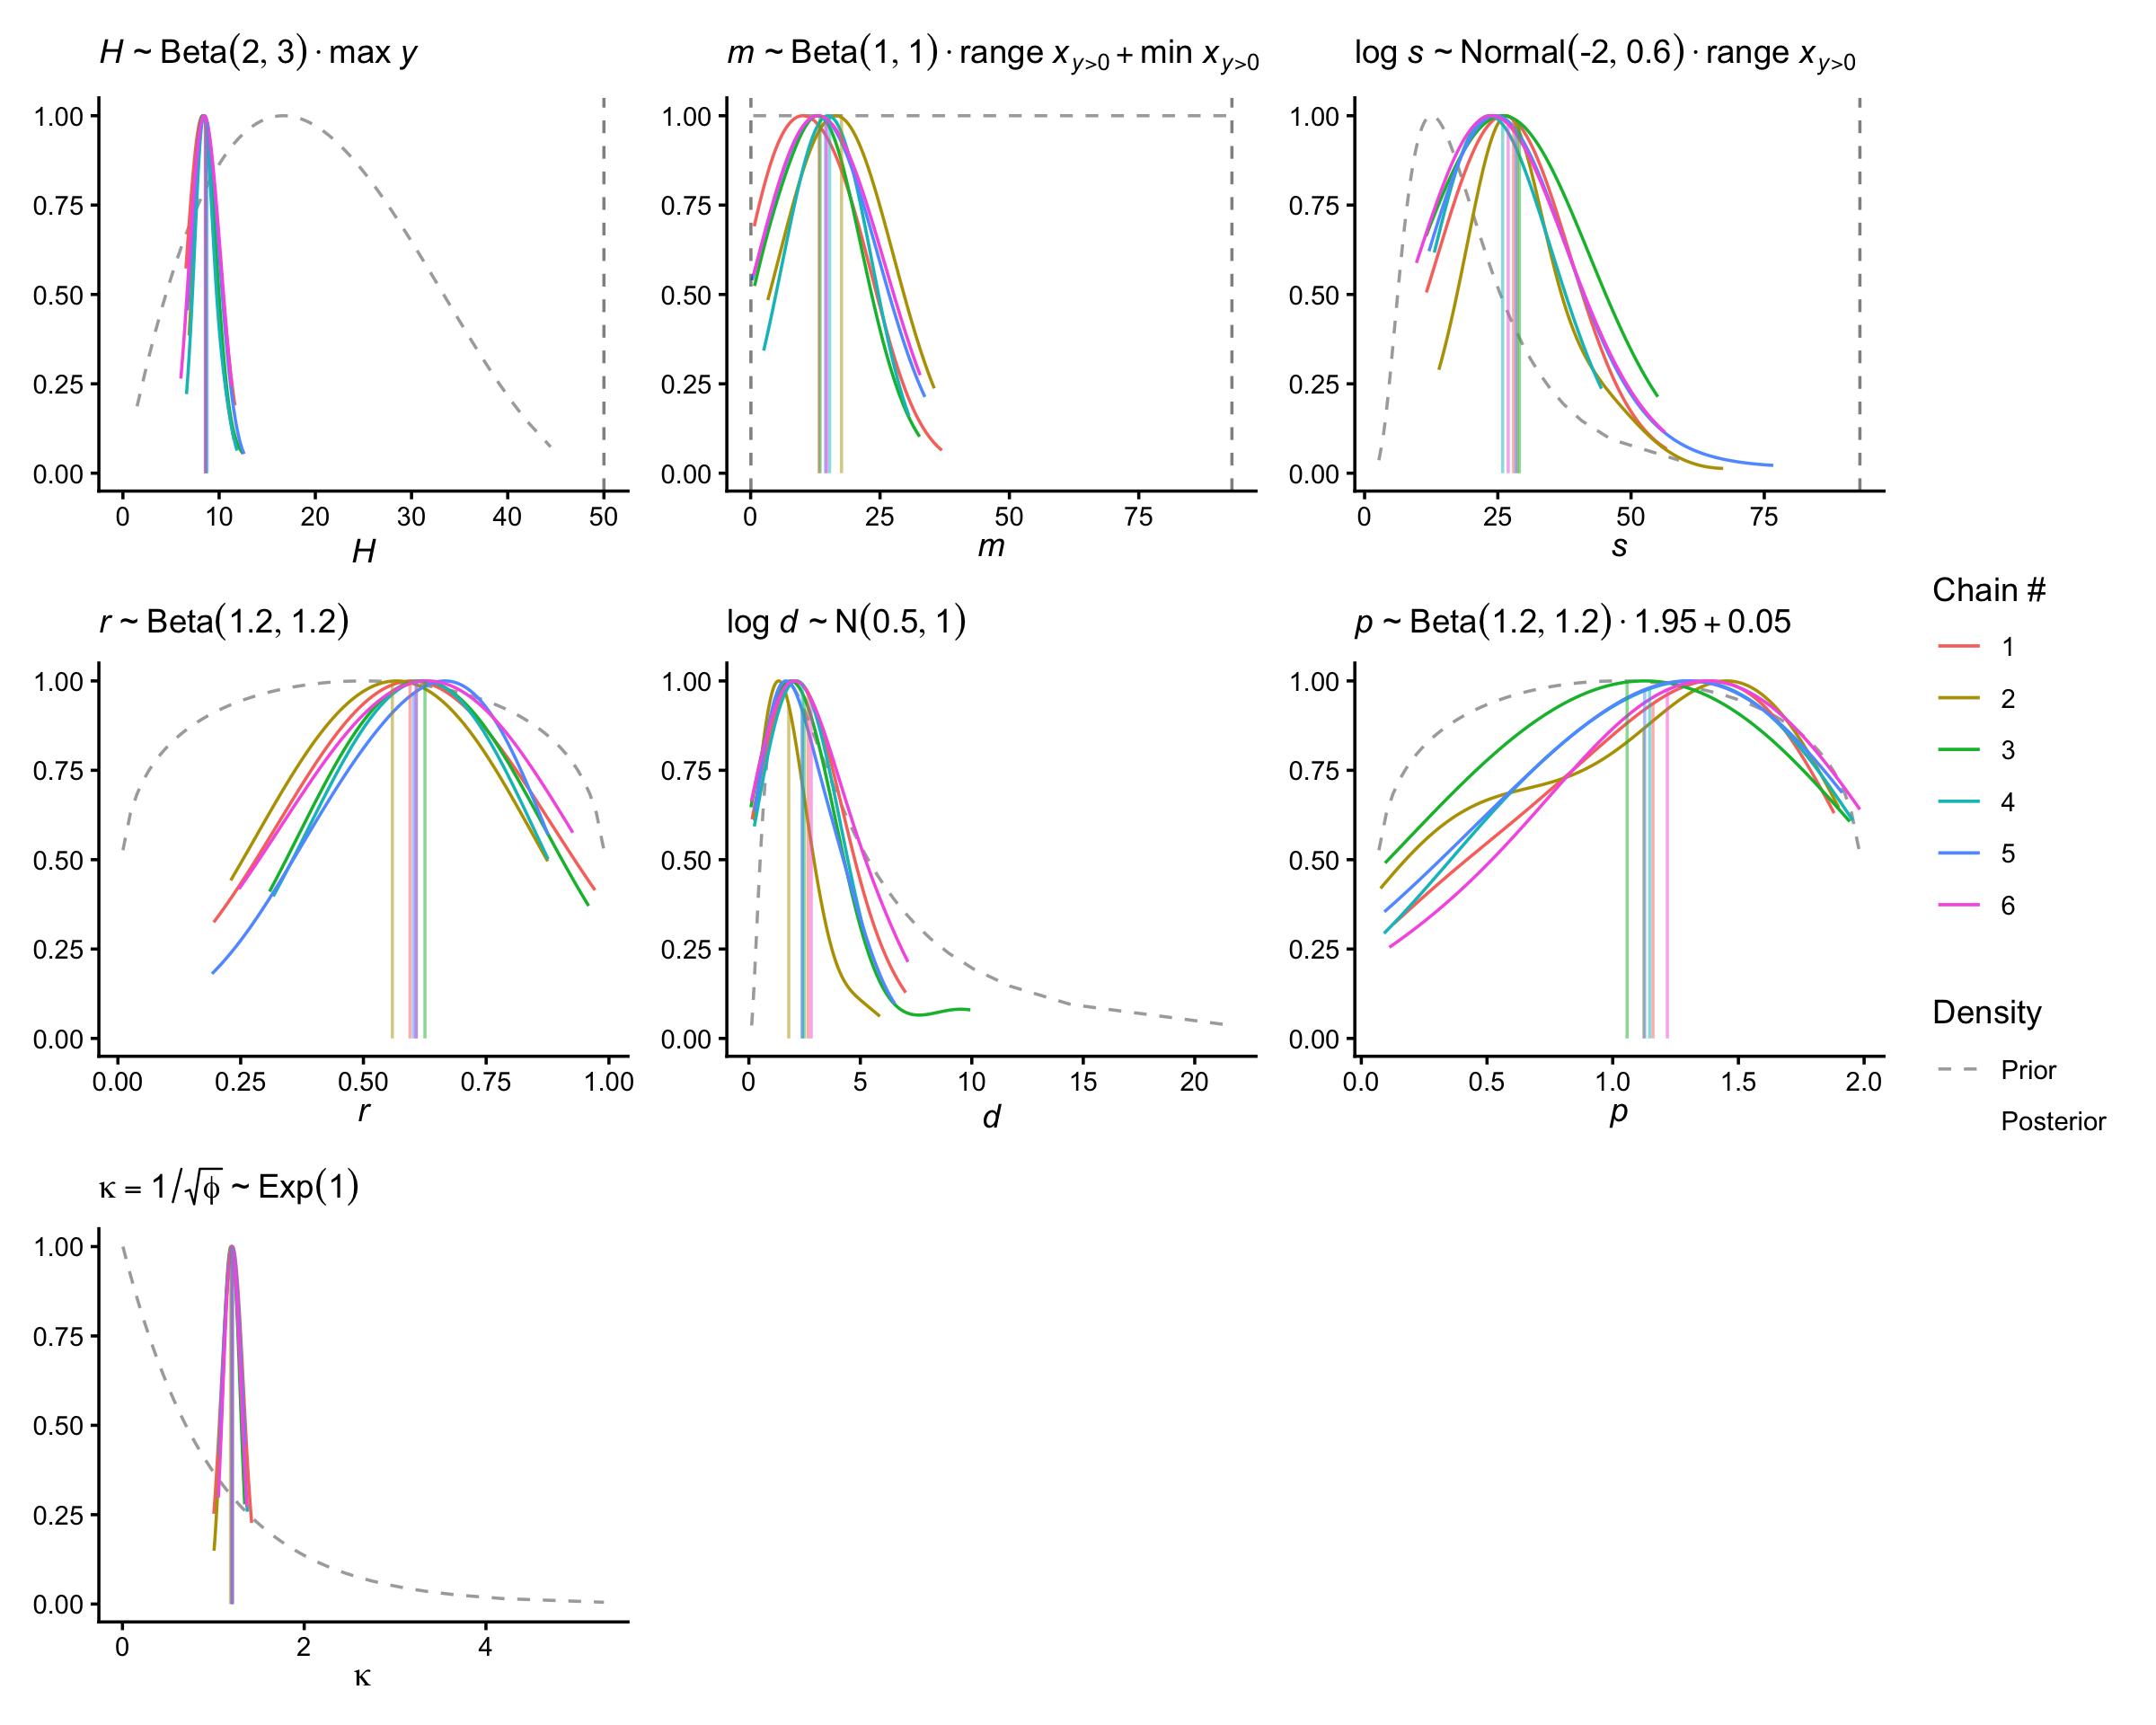 H ~ Beta(2, 3) · max y
m ~ Beta(1, 1) · range x_{y>0} + min x_{y>0}
log s ~ Normal(-2, 0.6) · range x_{y>0}
1.00
0.75
0.50
0.25
0.00
0 10 20 30 40 50
H
1.00
0.75
0.50
0.25
0.00
0 25 50 75
m
1.00
0.75
0.50
0.25
0.00
0 25 50 75
s
r ~ Beta(1.2, 1.2)
log d ~ N(0.5, 1)
p ~ Beta(1.2, 1.2) · 1.95 + 0.05
1.00
0.75
0.50
0.25
0.00
0.00 0.25 0.50 0.75 1.00
r
1.00
0.75
0.50
0.25
0.00
0 5 10 15 20
d
1.00
0.75
0.50
0.25
0.00
0.0 0.5 1.0 1.5 2.0
p
Chain #
1
2
3
4
5
6
Density
Prior
Posterior
κ = 1/√ϕ ~ Exp(1)
1.00
0.75
0.50
0.25
0.00
0 2 4
κ